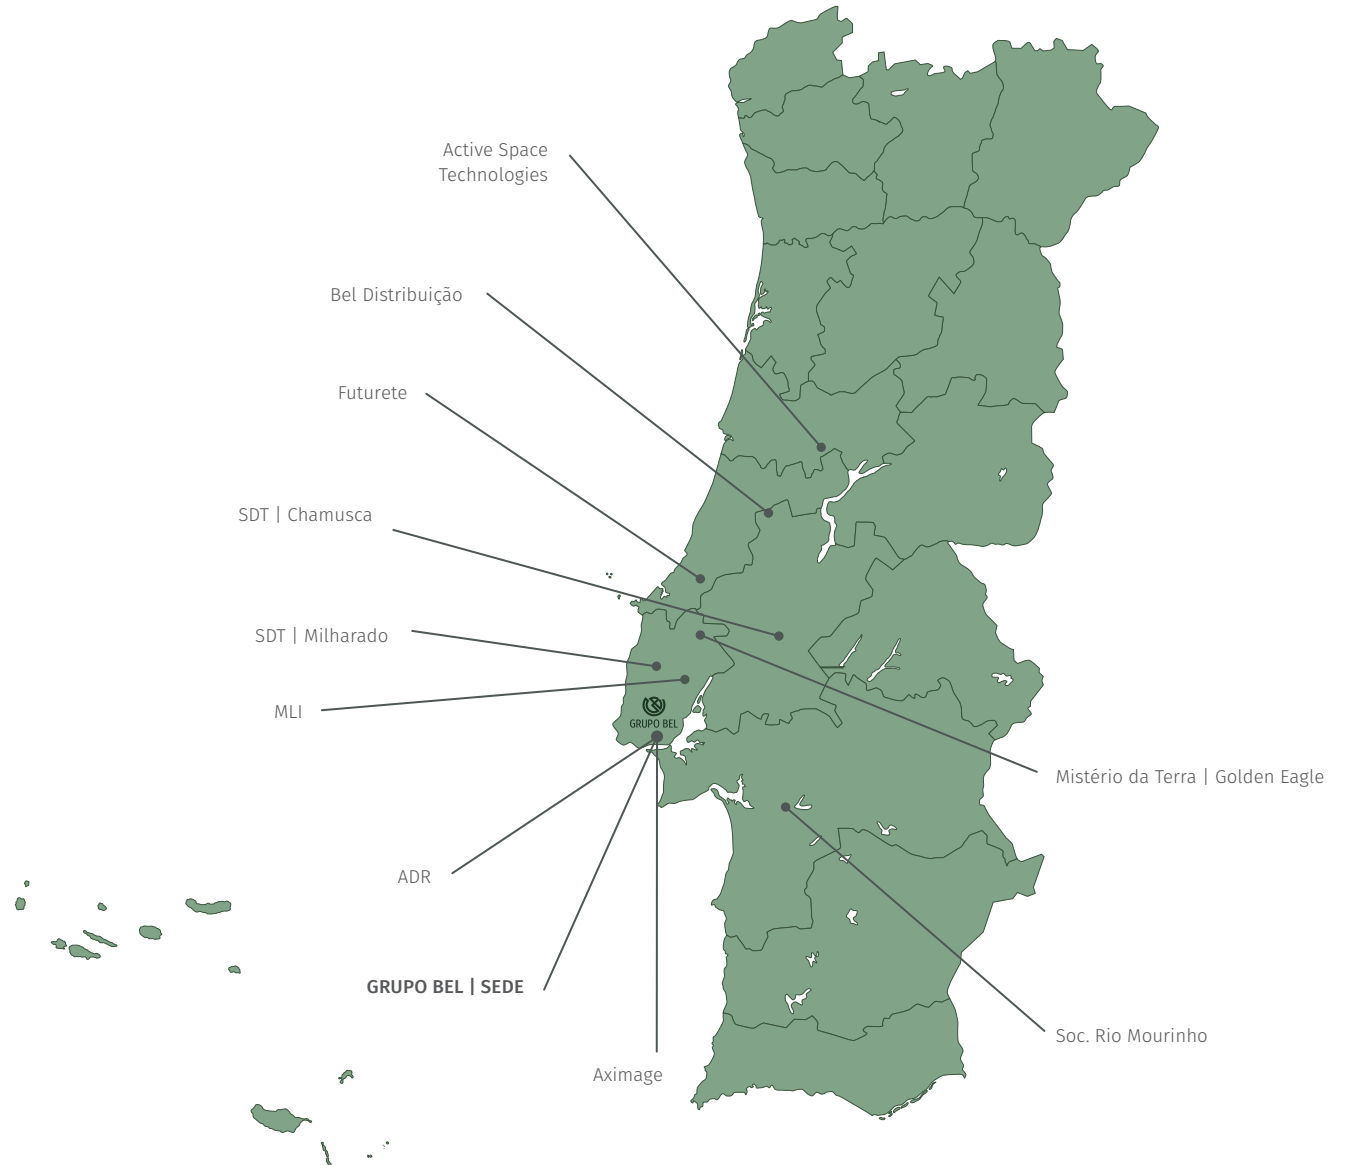 Active Space
Technologies
Bel Distribuição
Futurete
SDT | Chamusca
SDT | Milharado
MLI
GRUPO BEL
Mistério da Terra | Golden Eagle
ADR
GRUPO BEL | SEDE
Soc. Rio Mourinho
Aximage